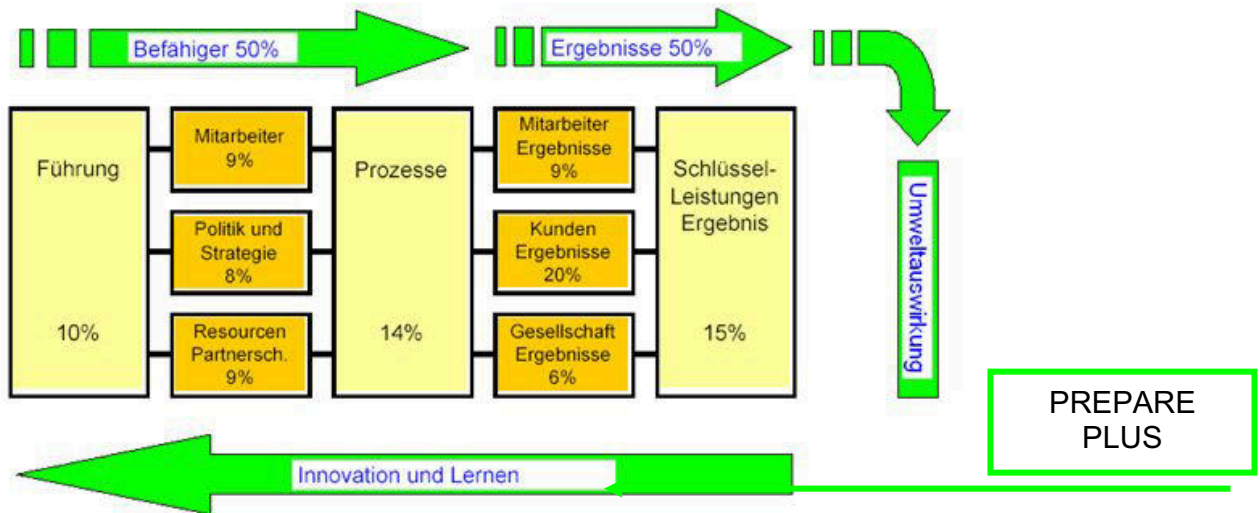 Befähiger 50%
Ergebnisse 50%
Führung
10%
Mitarbeiter
9%
Politik und
Strategie
8%
Resourcen
Partnersch.
9%
Prozesse
14%
Mitarbeiter
Ergebnisse
9%
Kunden
Ergebnisse
20%
Gesellschaft
Ergebnisse
6%
Schlüssel-
Leistungen
Ergebnis
15%
Umweltauswirkung
PREPARE
PLUS
Innovation und Lernen